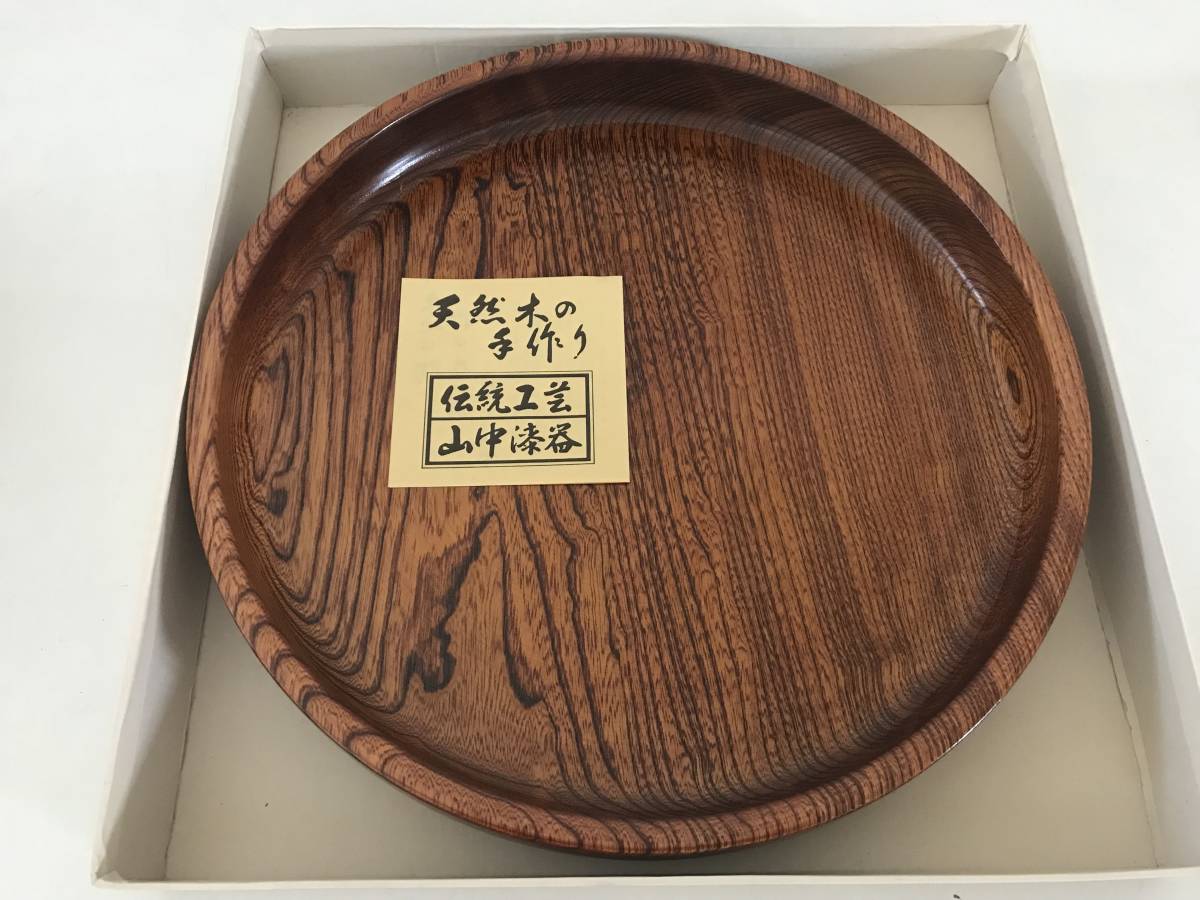 天然木の
手作り
伝統工芸
山中漆器